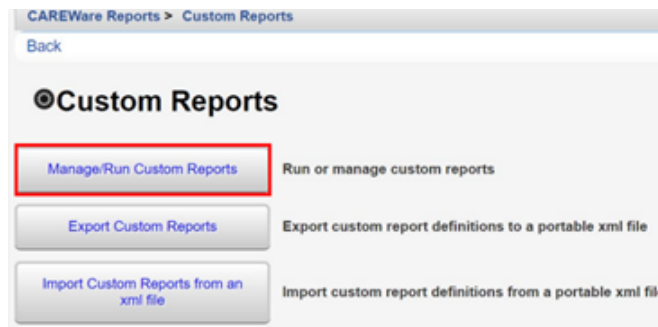 CAREWare Reports > Custom Reports
Back
Custom Reports
Manage/Run Custom Reports
Run or manage custom reports
Export Custom Reports
Export custom report definitions to a portable xml file
Import Custom Reports from an
xml file
Import custom report definitions from a portable xml